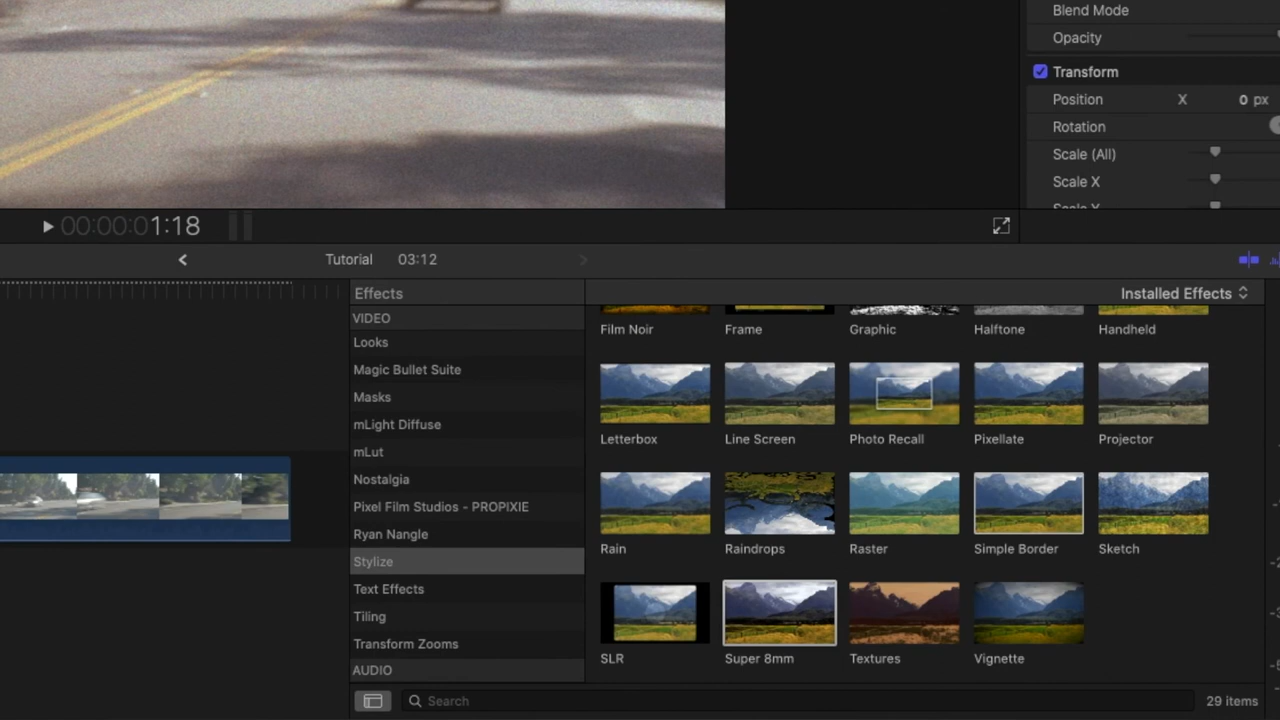 Blend Mode
Opacity
Transform
Position X 0 px
Rotation
Scale (All)
Scale X
Scale Y
00:00:01:18
Tutorial 03:12
Effects
Installed Effects
VIDEO
Looks
Magic Bullet Suite
Masks
mLight Diffuse
mLut
Nostalgia
Pixel Film Studios - PROPIXIE
Ryan Nangle
Stylize
Text Effects
Tiling
Transform Zooms
AUDIO
Film Noir Frame Graphic Halftone Handheld
Letterbox Line Screen Photo Recall Pixellate Projector
Rain Raindrops Raster Simple Border Sketch
SLR Super 8mm Textures Vignette
Search
29 items